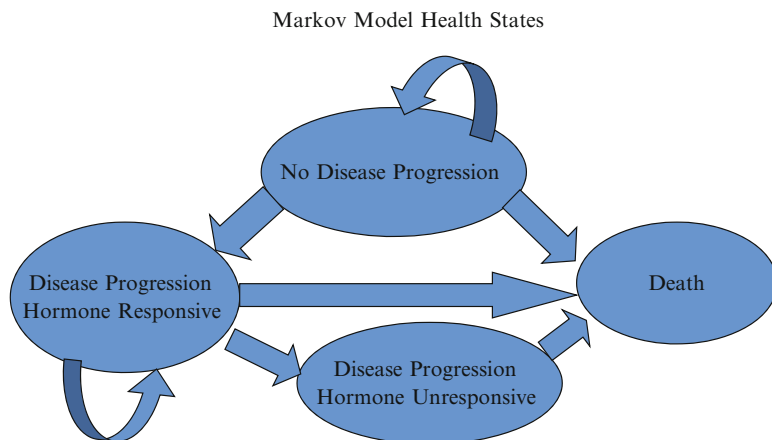 Markov Model Health States
No Disease Progression
Disease Progression
Hormone Responsive
Death
Disease Progression
Hormone Unresponsive